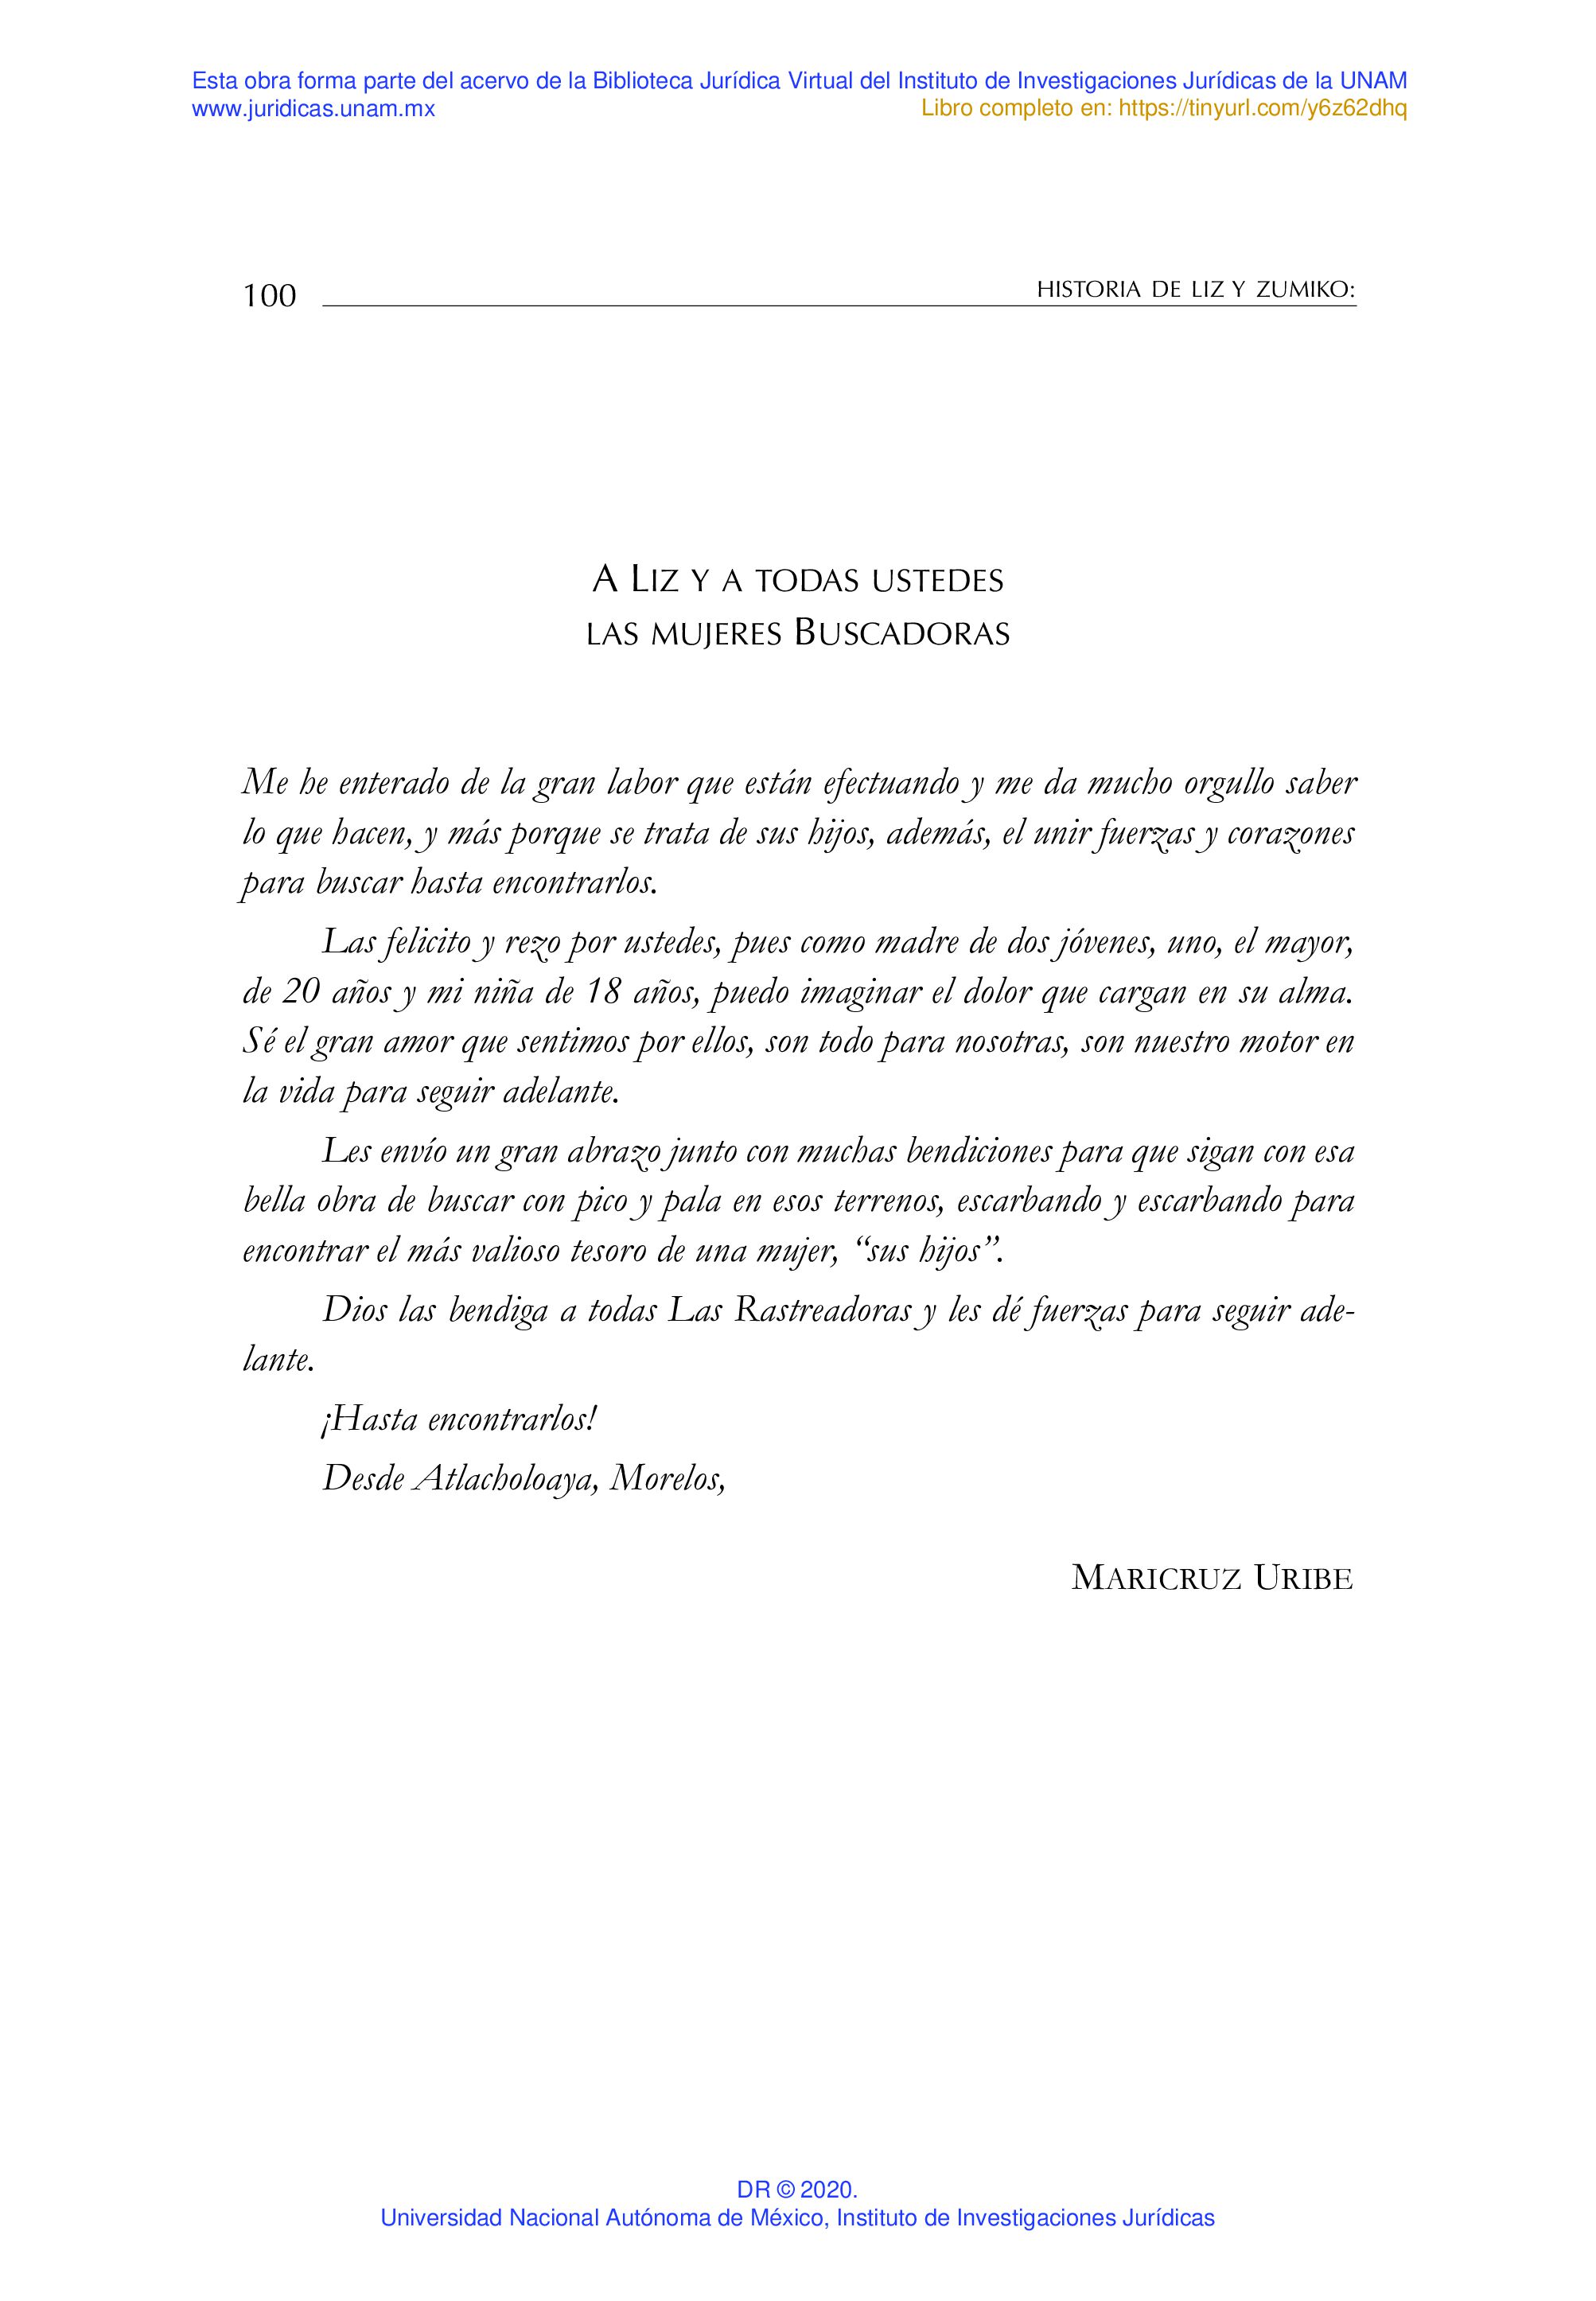 Esta obra forma parte del acervo de la Biblioteca Jurídica Virtual del Instituto de Investigaciones Jurídicas de la UNAM
www.juridicas.unam.mx
Libro completo en: https://tinyurl.com/y6z62dhq
100
HISTORIA DE LIZ Y ZUMIKO:
A LIZ Y A TODAS USTEDES
LAS MUJERES BUSCADORAS
Me he enterado de la gran labor que están efectuando y me da mucho orgullo saber
lo que hacen, y más porque se trata de sus hijos, además, el unir fuerzas y corazones
para buscar hasta encontrarlos.
Las felicito y rezo por ustedes, pues como madre de dos jóvenes, uno, el mayor,
de 20 años y mi niña de 18 años, puedo imaginar el dolor que cargan en su alma.
Sé el gran amor que sentimos por ellos, son todo para nosotras, son nuestro motor en
la vida para seguir adelante.
Les envío un gran abrazo junto con muchas bendiciones para que sigan con esa
bella obra de buscar con pico y pala en esos terrenos, escarbando y escarbando para
encontrar el más valioso tesoro de una mujer, “sus hijos”.
Dios las bendiga a todas Las Rastreadoras y les dé fuerzas para seguir ade-
lante.
¡Hasta encontrarlos!
Desde Atlacholoaya, Morelos,
MARICRUZ URIBE
DR © 2020.
Universidad Nacional Autónoma de México, Instituto de Investigaciones Jurídicas